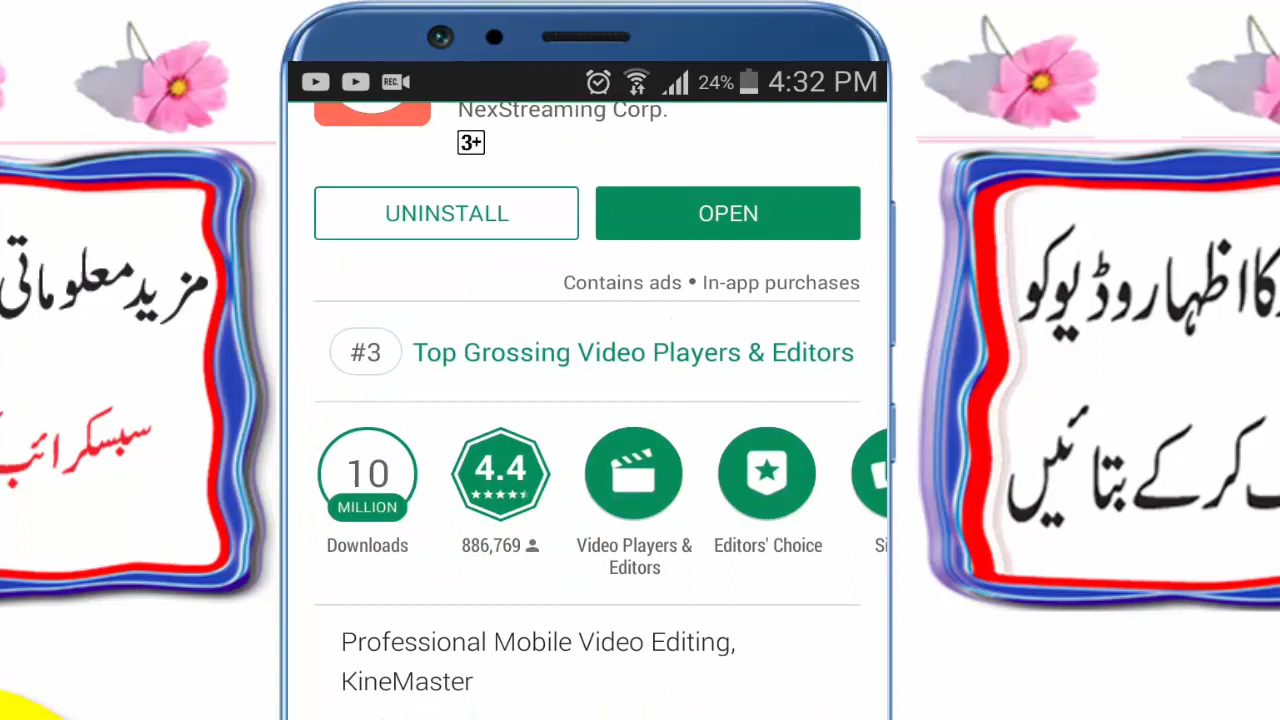 REC
24% 4:32 PM
NexStreaming Corp.
3+
UNINSTALL
OPEN
Contains ads • In-app purchases
#3 Top Grossing Video Players & Editors
10
MILLION
Downloads
4.4
886,769
Video Players &
Editors
Editors' Choice
Professional Mobile Video Editing,
KineMaster
مزید معلوماتی
سبسکرائب
کا اظہار وڈیو کو
کر کے بتائیں